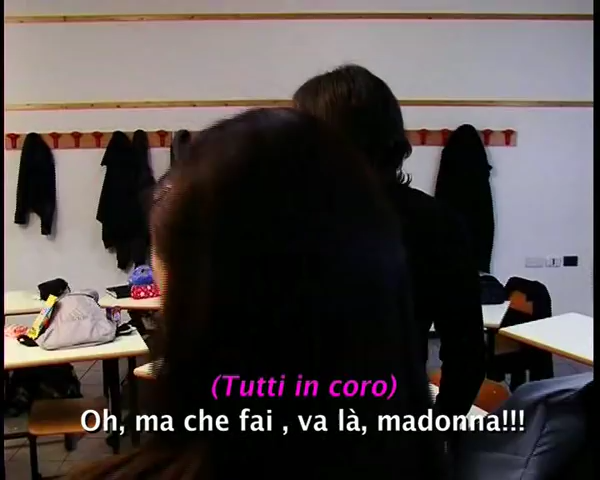 (Tutti in coro)
Oh, ma che fai , va là, madonna!!!